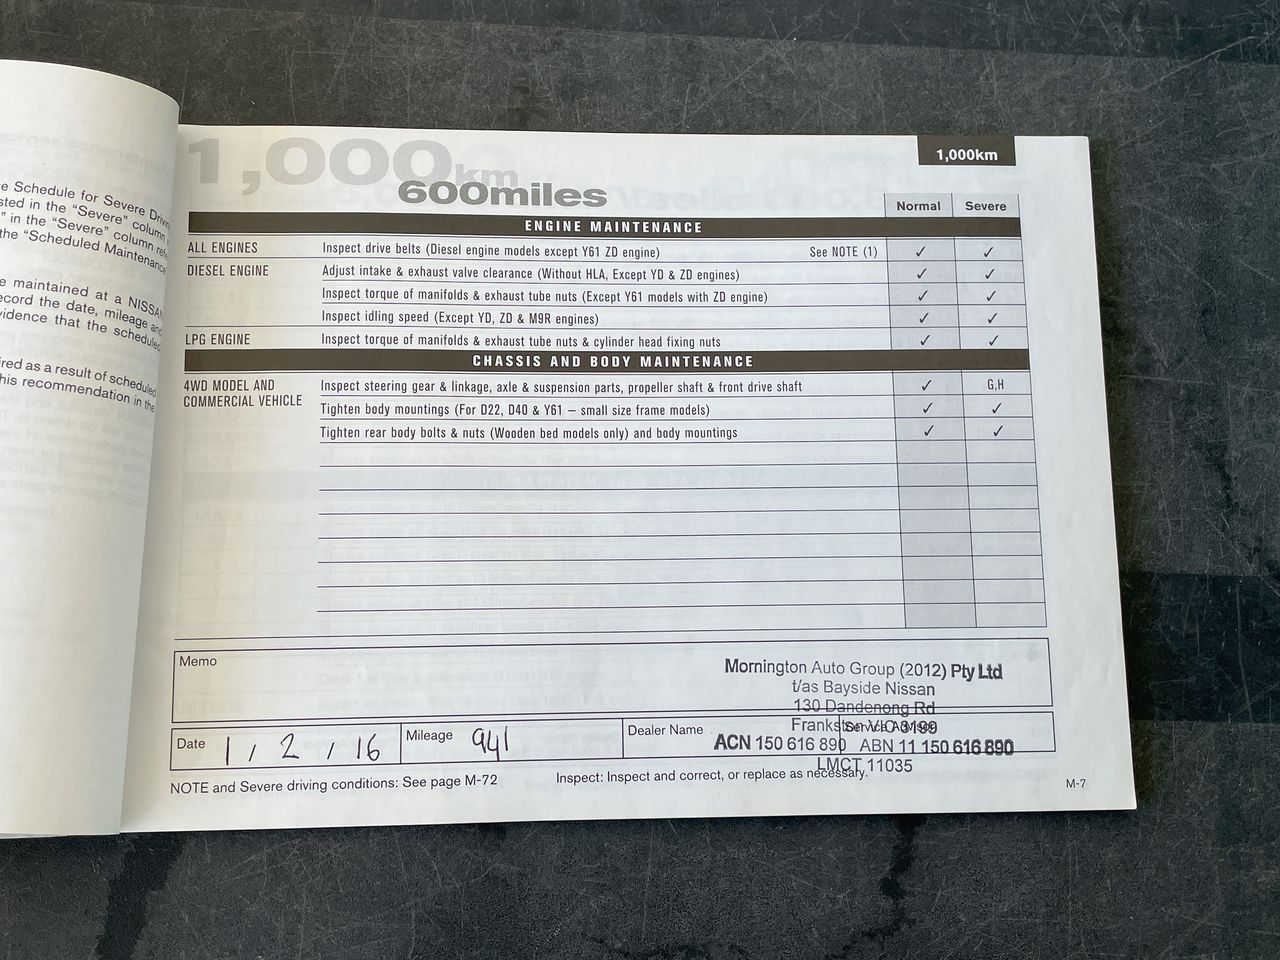 e Schedule for Severe Driv
sted in the "Severe" column
" in the "Severe" column
the "Scheduled Maintenance
e maintained at a NISSA
ecord the date, mileage and
vidence that the scheduled
ired as a result of scheduled
his recommendation in the
1,000km
600miles
1,000km
Normal Severe
ENGINE MAINTENANCE
ALL ENGINES Inspect drive belts (Diesel engine models except Y61 ZD engine) See NOTE (1) ✓ ✓
DIESEL ENGINE Adjust intake & exhaust valve clearance (Without HLA, Except YD & ZD engines) ✓ ✓
Inspect torque of manifolds & exhaust tube nuts (Except Y61 models with ZD engine) ✓ ✓
Inspect idling speed (Except YD, ZD & M9R engines) ✓ ✓
LPG ENGINE Inspect torque of manifolds & exhaust tube nuts & cylinder head fixing nuts ✓ ✓
CHASSIS AND BODY MAINTENANCE
4WD MODEL AND Inspect steering gear & linkage, axle & suspension parts, propeller shaft & front drive shaft ✓ G,H
COMMERCIAL VEHICLE
Tighten body mountings (For D22, D40 & Y61 – small size frame models) ✓ ✓
Tighten rear body bolts & nuts (Wooden bed models only) and body mountings ✓ ✓
Memo
Mornington Auto Group (2012) Pty Ltd
t/as Bayside Nissan
130 Dandenong Rd
Frankston VIC 3199
ACN 150 616 890 ABN 11 150 616 890
LMCT 11035
Date 1 / 2 / 16 Mileage 941 Dealer Name
NOTE and Severe driving conditions: See page M-72 Inspect: Inspect and correct, or replace as necessary.
M-7